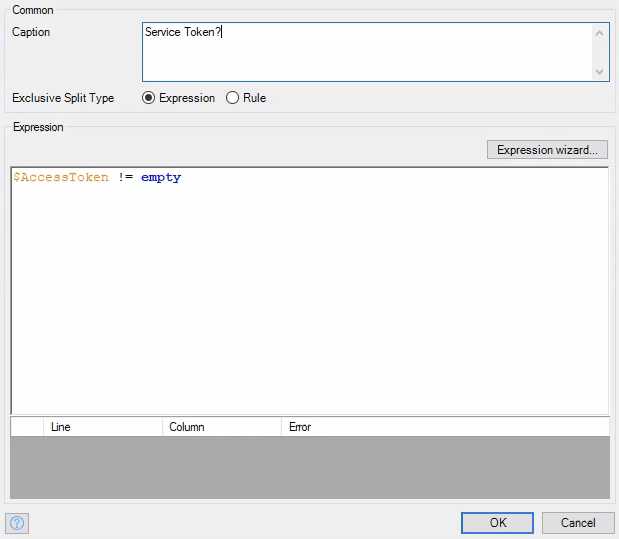 Common
Caption
Service Token?
Exclusive Split Type
Expression
Rule
Expression
Expression wizard...
$AccessToken != empty
Line
Column
Error
?
OK
Cancel